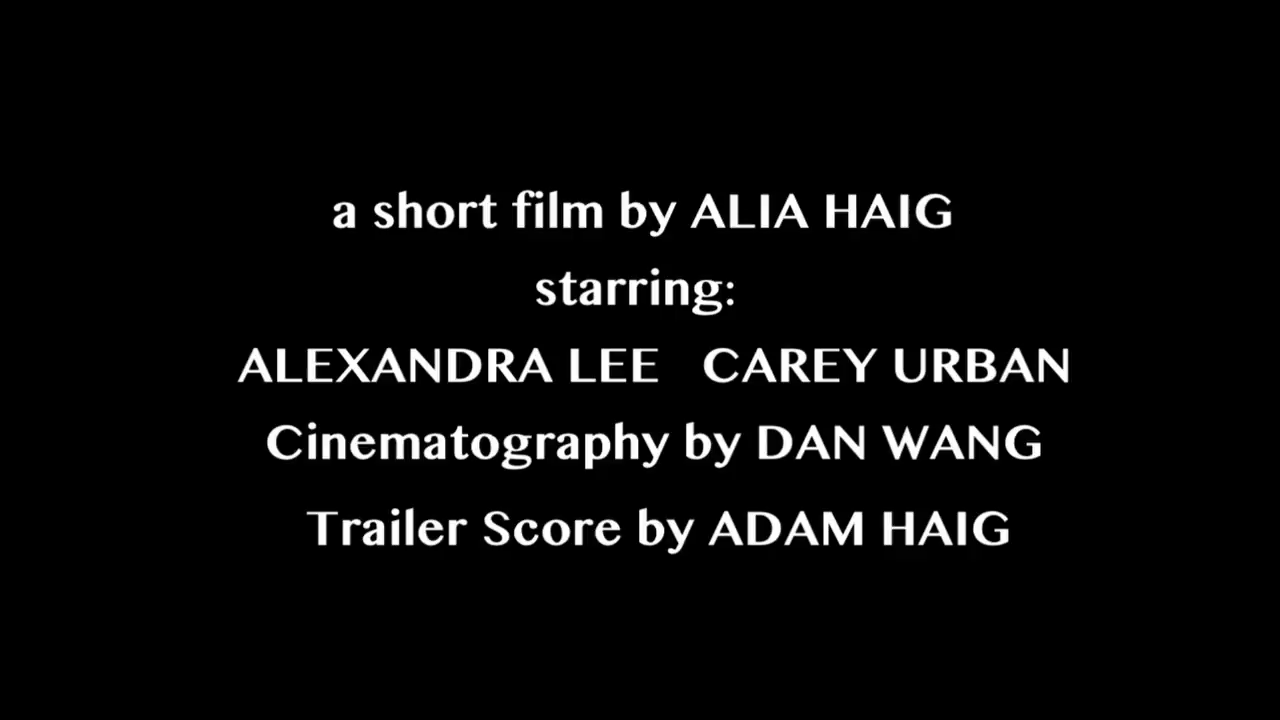 a short film by ALIA HAIG
starring:
ALEXANDRA LEE CAREY URBAN
Cinematography by DAN WANG
Trailer Score by ADAM HAIG